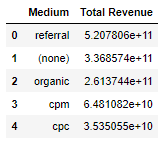 Medium Total Revenue
0 referral 5.207806e+11
1 (none) 3.368574e+11
2 organic 2.613744e+11
3 cpm 6.481082e+10
4 cpc 3.535055e+10